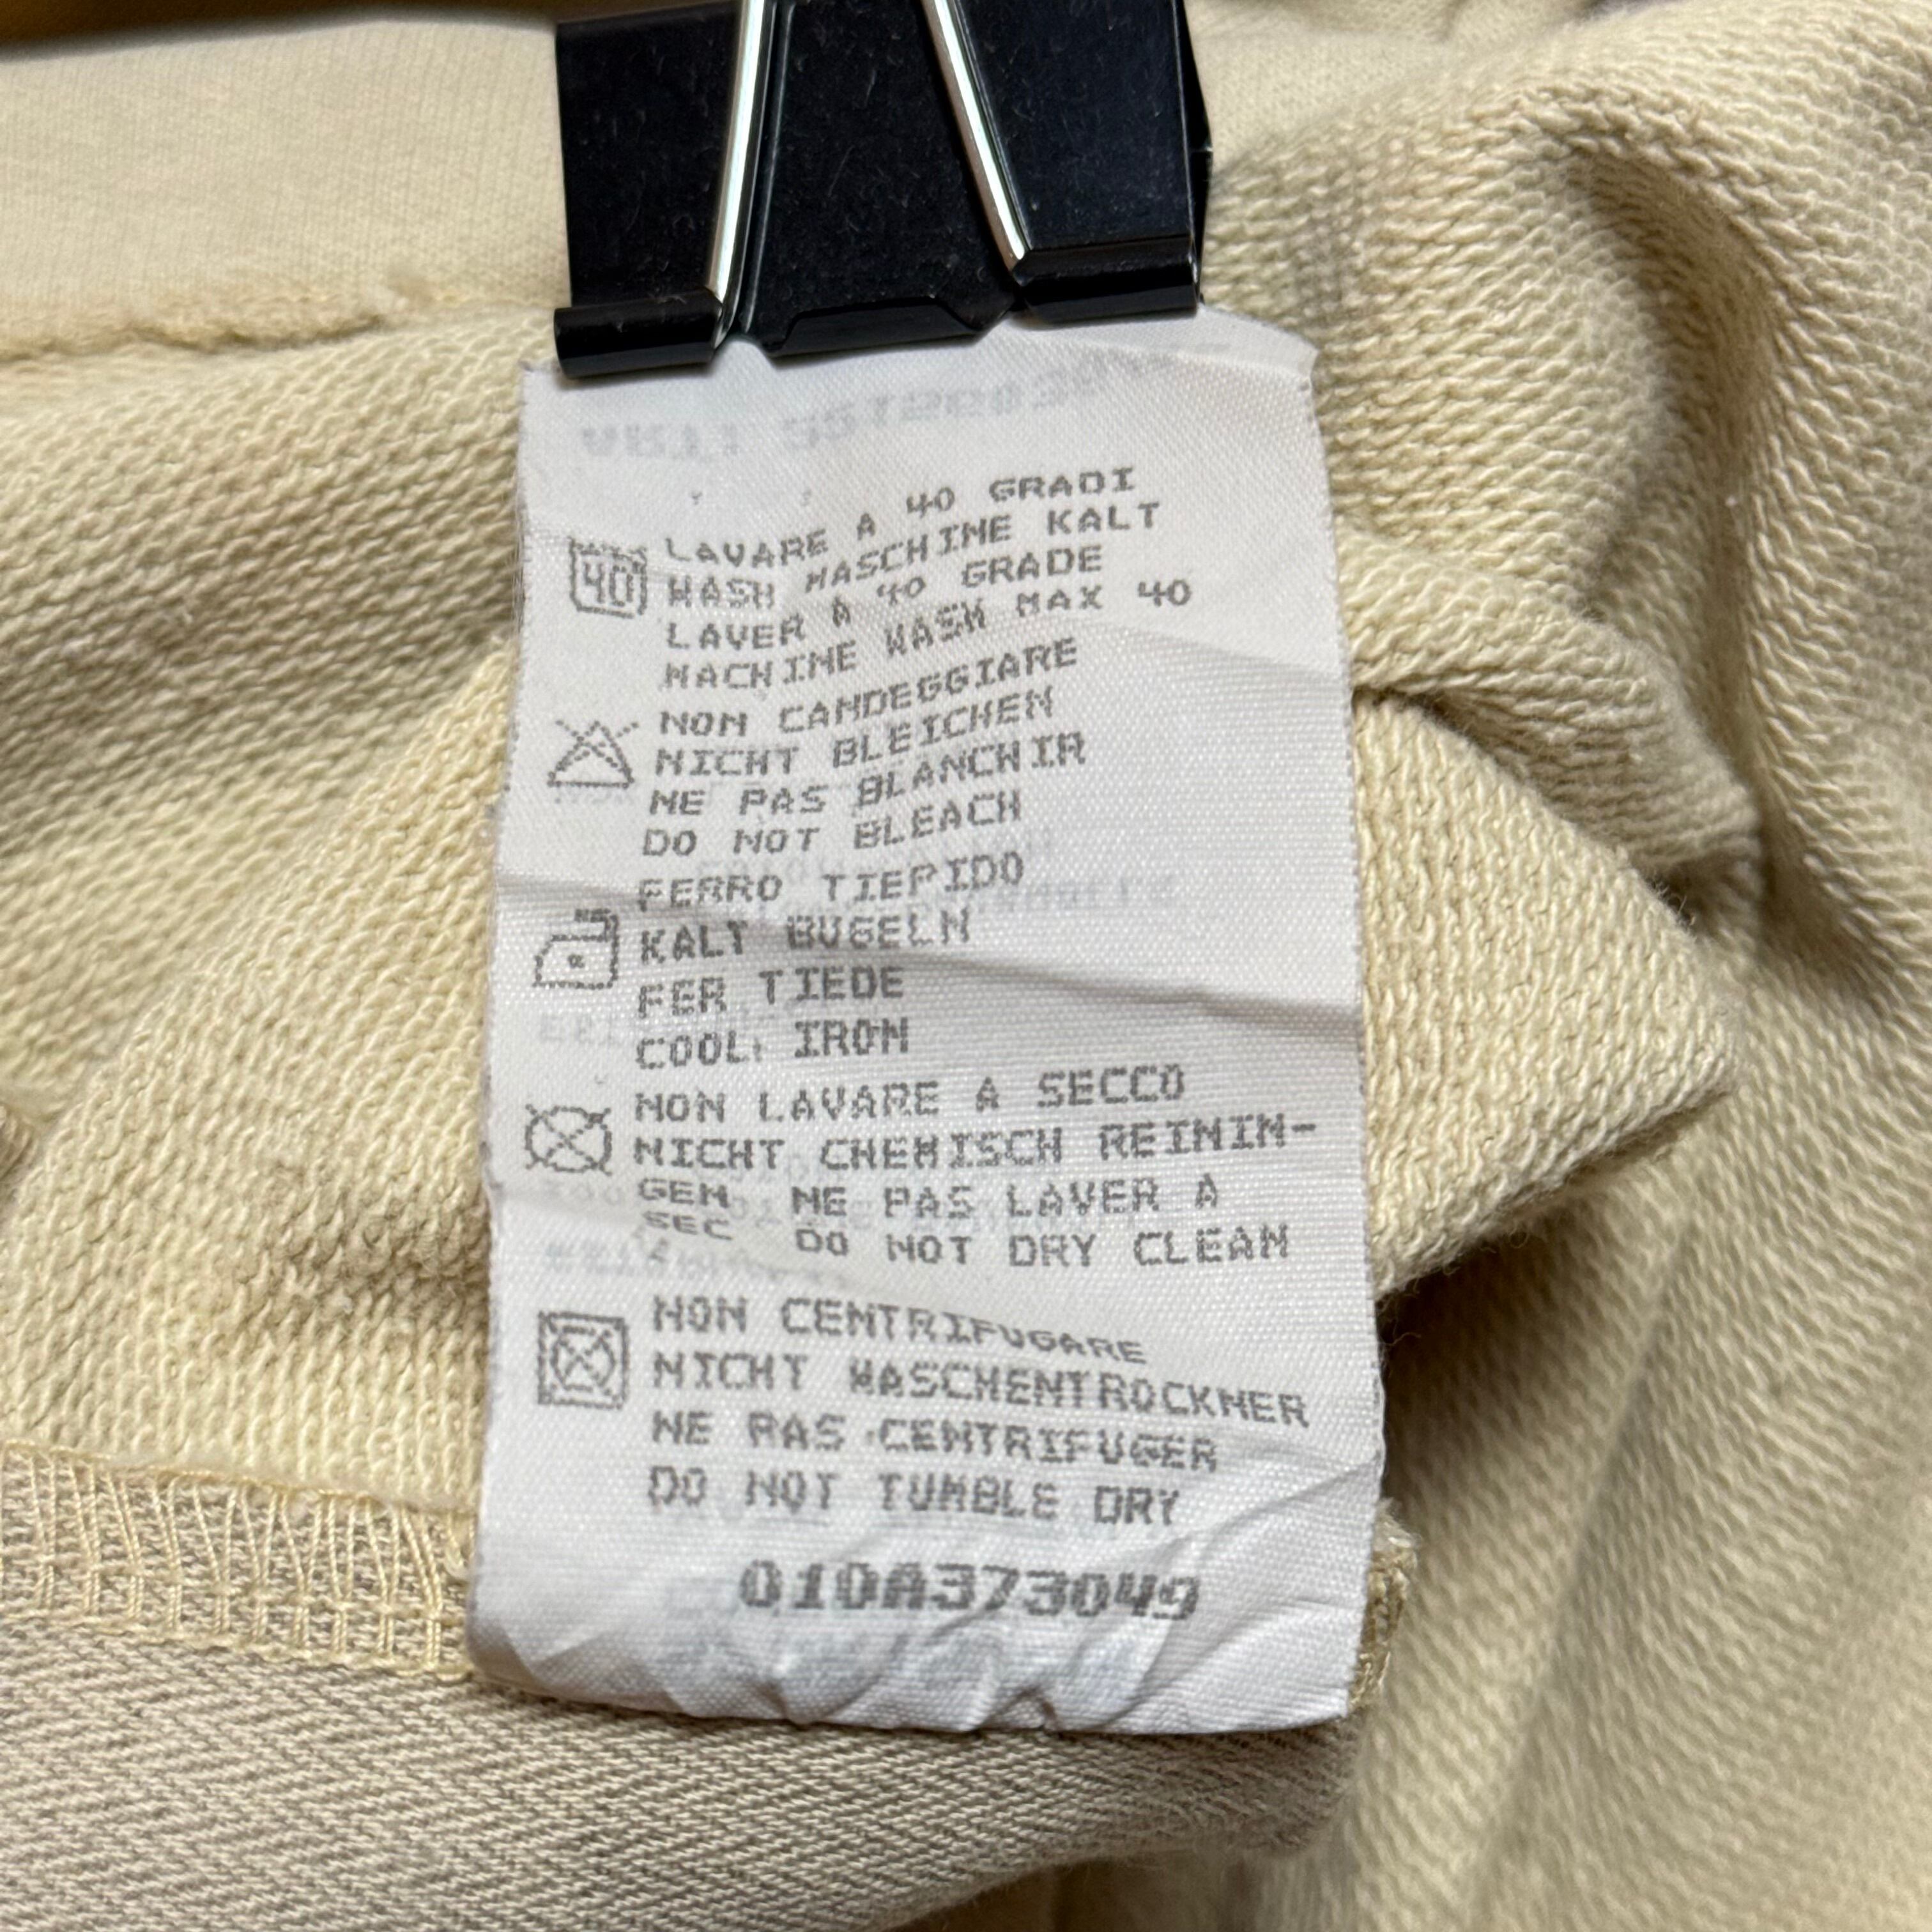 40
LAVARE A 40 GRADI
WASH MASCHINE KALT
LAVER A 40 GRADE
MACHINE WASH MAX 40
NON CANDEGGIARE
NICHT BLEICHEN
NE PAS BLANCHIR
DO NOT BLEACH
FERRO TIEPIDO
KALT BUGELN
FER TIEDE
COOL IRON
NON LAVARE A SECCO
NICHT CHEMISCH REININ-
GEN NE PAS LAVER A
SEC DO NOT DRY CLEAN
NON CENTRIFUGARE
NICHT WASCHENTROCKNER
NE PAS CENTRIFUGER
DO NOT TUMBLE DRY
010A373049